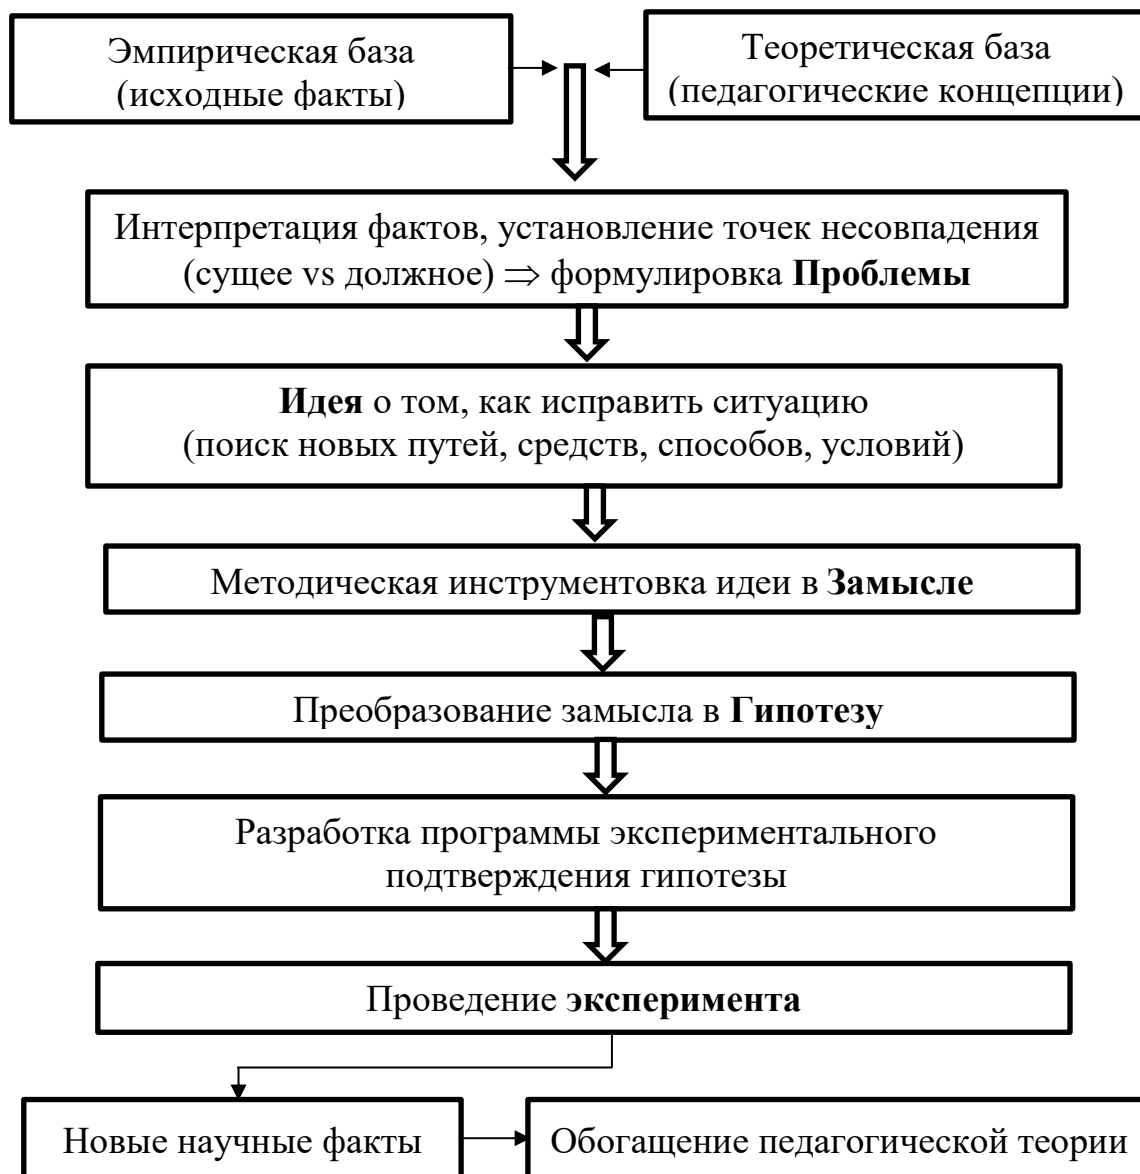 Эмпирическая база
(исходные факты)
Теоретическая база
(педагогические концепции)
Интерпретация фактов, установление точек несовпадения
(сущее vs должное) ⇒ формулировка Проблемы
Идея о том, как исправить ситуацию
(поиск новых путей, средств, способов, условий)
Методическая инструментовка идеи в Замысле
Преобразование замысла в Гипотезу
Разработка программы экспериментального
подтверждения гипотезы
Проведение эксперимента
Новые научные факты
Обогащение педагогической теории